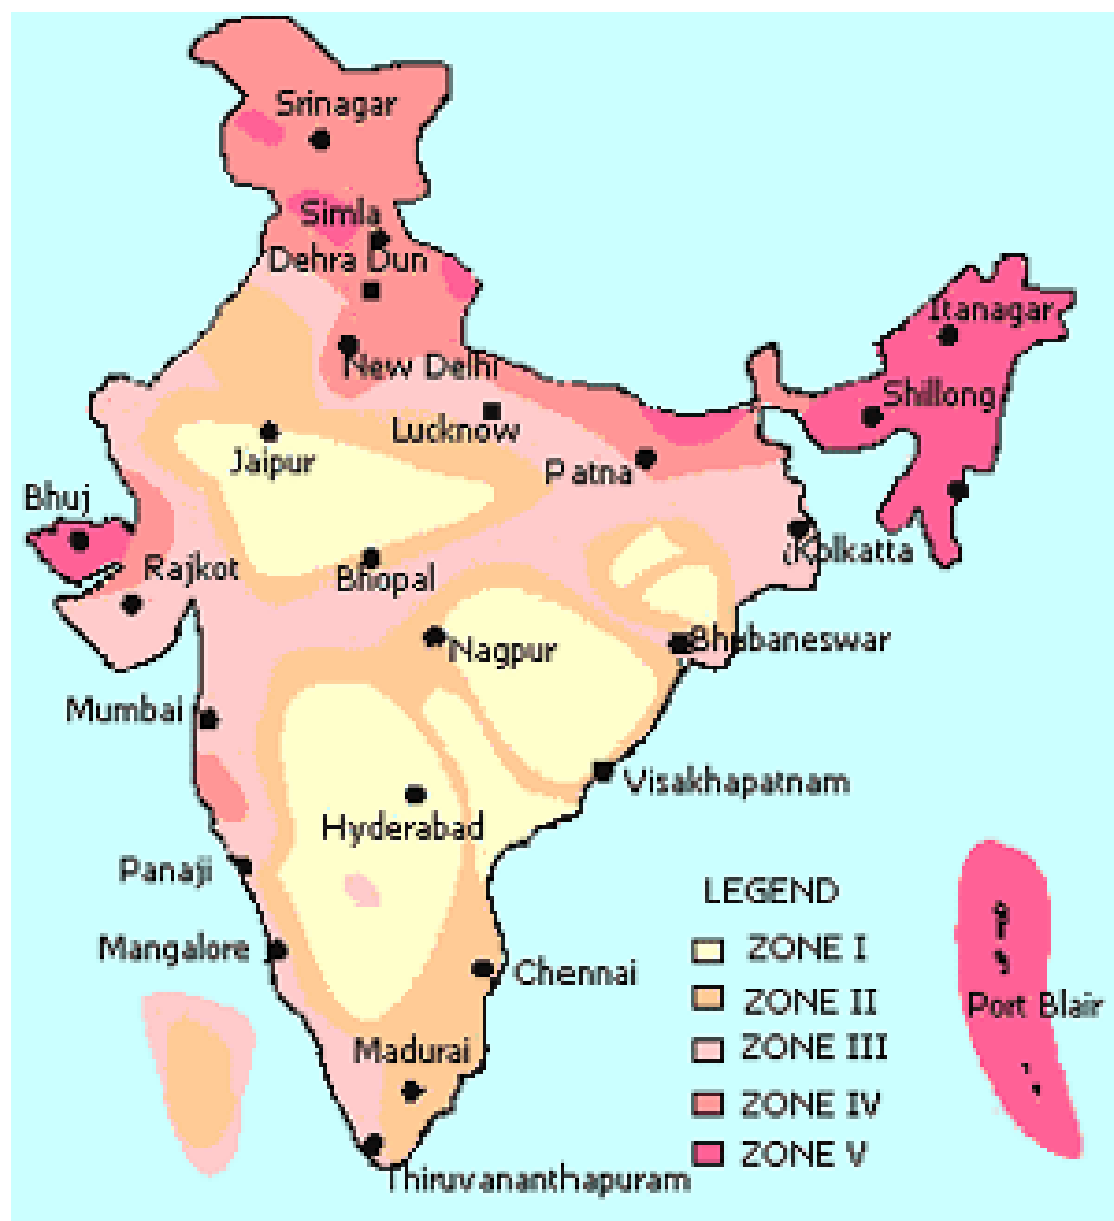 Srinagar
Simla
Dehra Dun
Itanagar
New Delhi
Shillong
Lucknow
Jaipur
Patna
Bhuj
Kolkatta
Rajkot
Bhopal
Bhubaneswar
Nagpur
Mumbai
Visakhapatnam
Hyderabad
Panaji
LEGEND
Mangalore
ZONE I
Chennai
ZONE II
Port Blair
Madurai
ZONE III
ZONE IV
ZONE V
Thiruvananthapuram